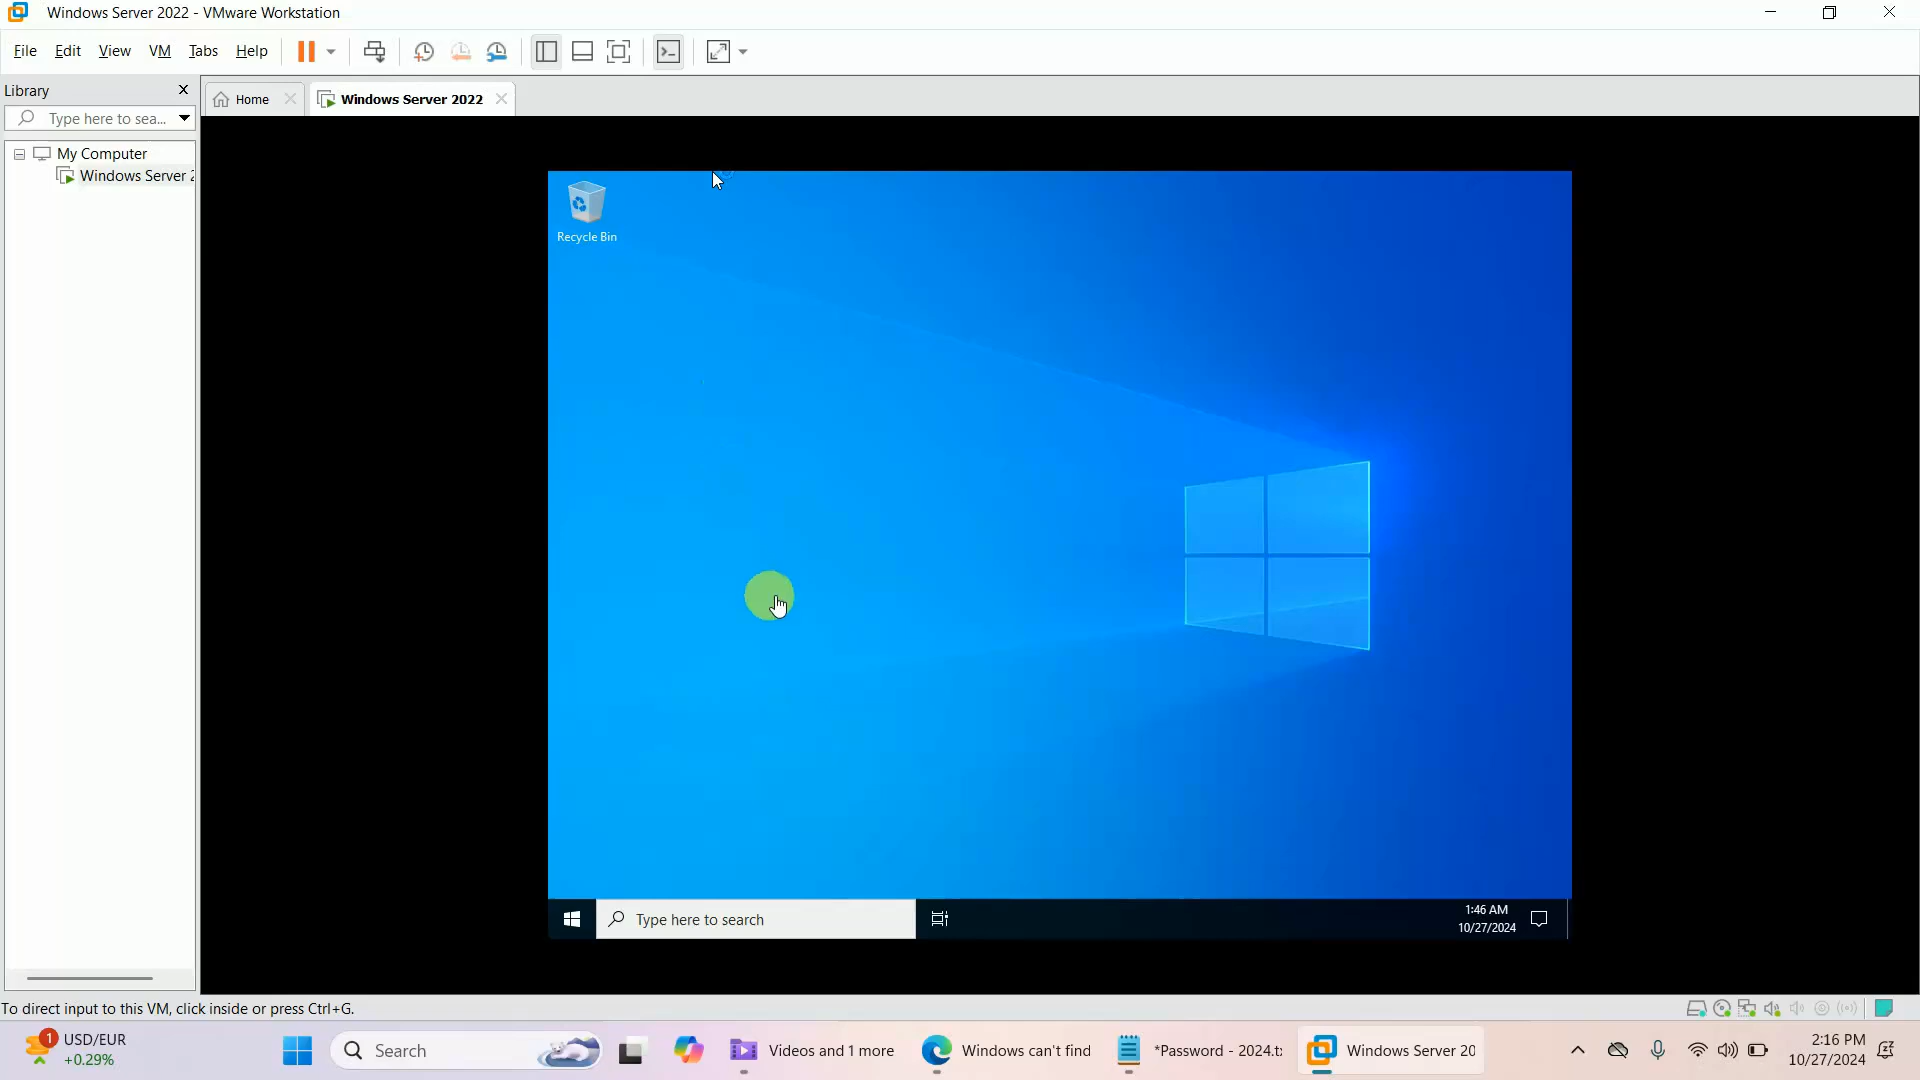 Windows Server 2022 - VMware Workstation
File Edit View VM Tabs Help
Library
Home
Windows Server 2022
Type here to sea...
My Computer
Windows Server 2
Recycle Bin
Type here to search
1:46 AM
10/27/2024
To direct input to this VM, click inside or press Ctrl+G.
1
USD/EUR
+0.29%
Search
Videos and 1 more
Windows can't find
*Password - 2024.t
Windows Server 20
2:16 PM
10/27/2024